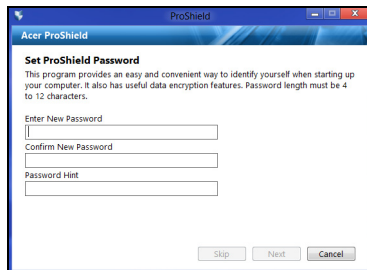 ProShield
Acer ProShield
Set ProShield Password
This program provides an easy and convenient way to identify yourself when starting up
your computer. It also has useful data encryption features. Password length must be 4
to 12 characters.
Enter New Password
Confirm New Password
Password Hint
Skip Next Cancel